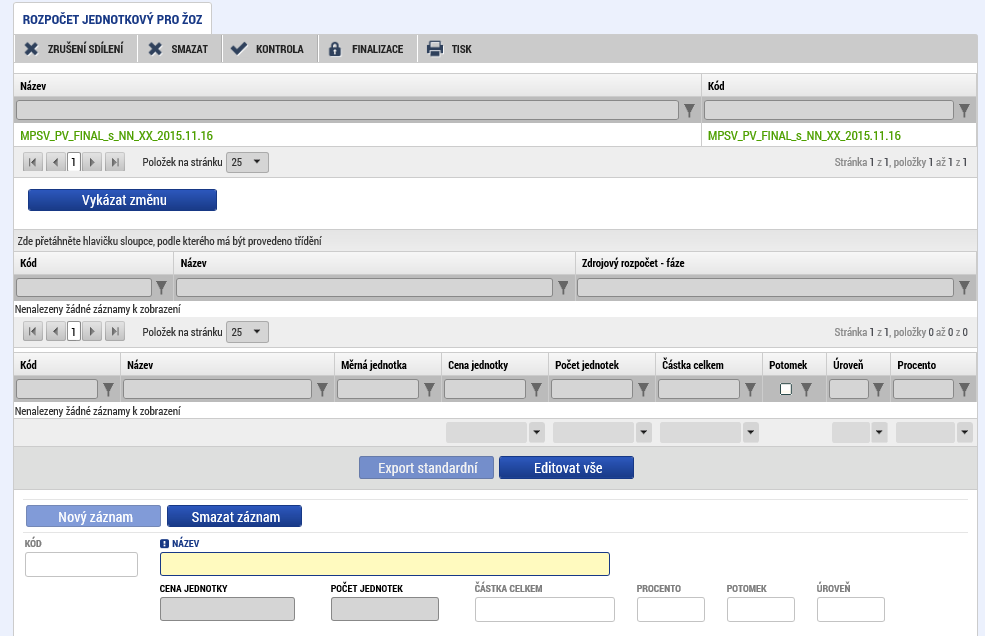 ROZPOČET JEDNOTKOVÝ PRO ŽOZ
ZRUŠENÍ SDÍLENÍ SMAZAT KONTROLA FINALIZACE TISK
Název Kód
MPSV_PV_FINAL_s_NN_XX_2015.11.16 MPSV_PV_FINAL_s_NN_XX_2015.11.16
1 Položek na stránku 25 Stránka 1 z 1, položky 1 až 1 z 1
Vykázat změnu
Zde přetáhněte hlavičku sloupce, podle kterého má být provedeno třídění
Kód Název Zdrojový rozpočet - fáze
Nenalezeny žádné záznamy k zobrazení
1 Položek na stránku 25 Stránka 1 z 1, položky 0 až 0 z 0
Kód Název Měrná jednotka Cena jednotky Počet jednotek Částka celkem Potomek Úroveň Procento
Nenalezeny žádné záznamy k zobrazení
Export standardní Editovat vše
Nový záznam Smazat záznam
KÓD NÁZEV
CENA JEDNOTKY POČET JEDNOTEK ČÁSTKA CELKEM PROCENTO POTOMEK ÚROVEŇ